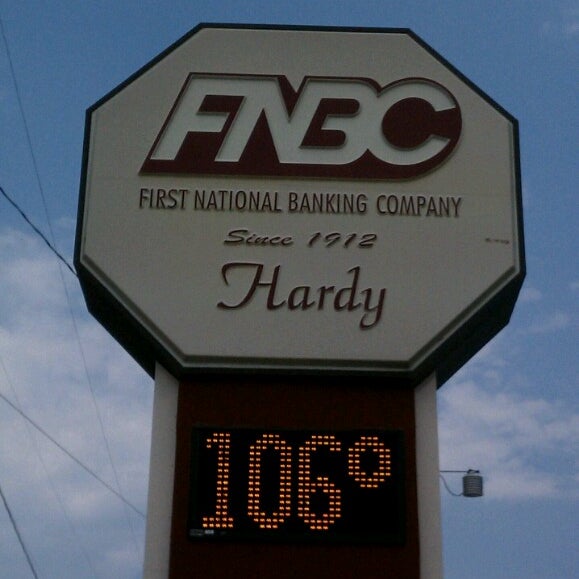 FNBC
FIRST NATIONAL BANKING COMPANY
Since 1912
Hardy
106°